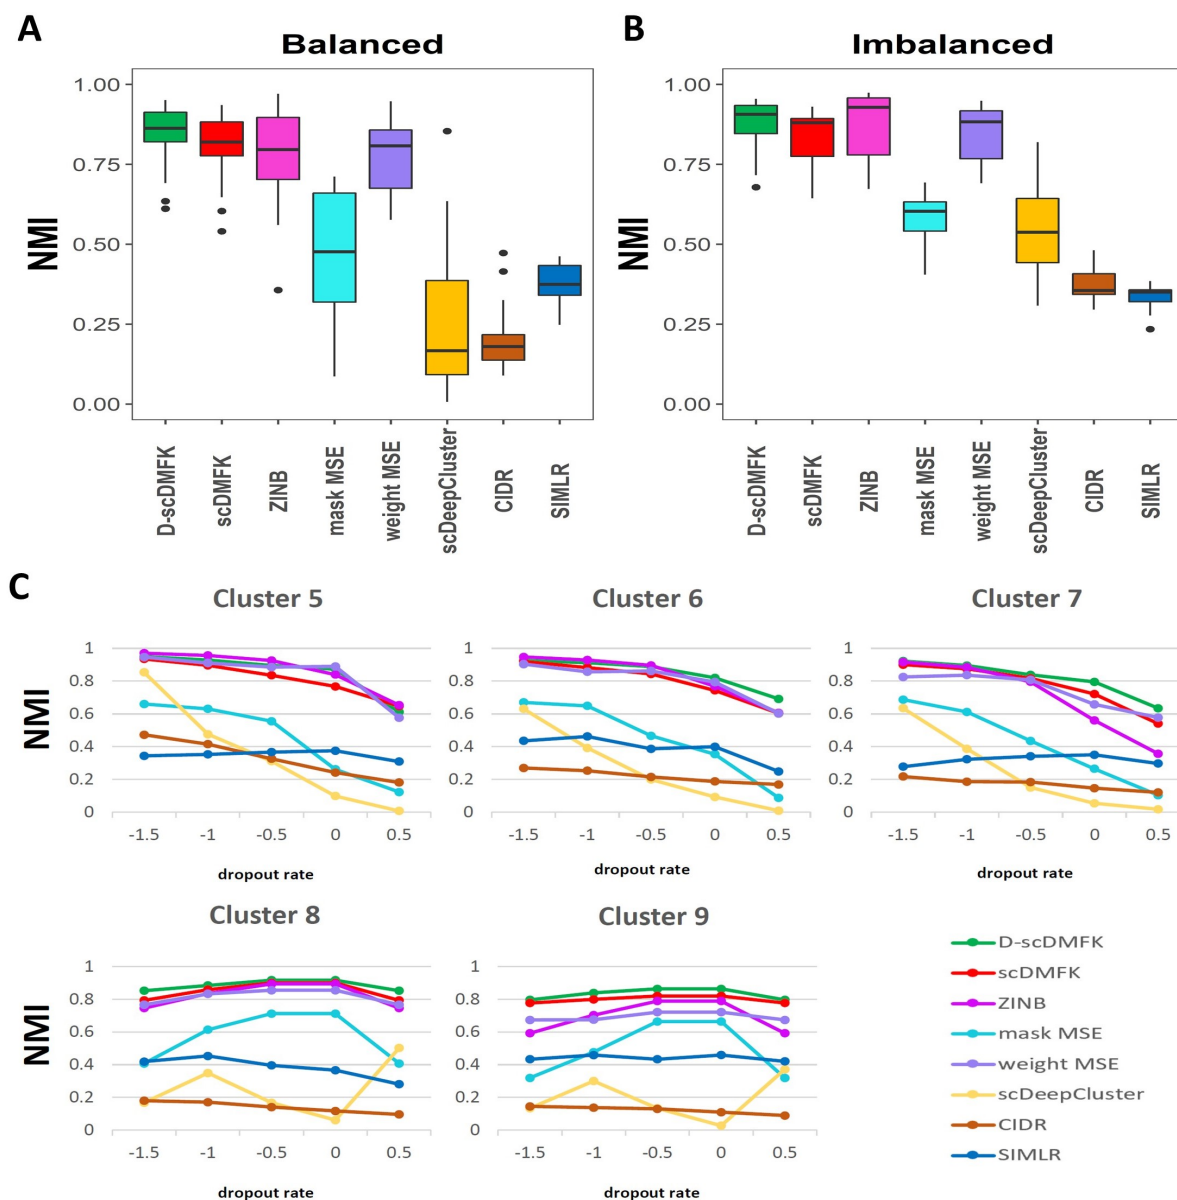 A
Balanced
B
Imbalanced
NMI
1.00
0.75
0.50
0.25
0.00
D-scDMFK
scDMFK
ZINB
mask MSE
weight MSE
scDeepCluster
CIDR
SIMLR
NMI
1.00
0.75
0.50
0.25
0.00
D-scDMFK
scDMFK
ZINB
mask MSE
weight MSE
scDeepCluster
CIDR
SIMLR
C
Cluster 5
NMI
1
0.8
0.6
0.4
0.2
0
-1.5 -1 -0.5 0 0.5
dropout rate
Cluster 6
1
0.8
0.6
0.4
0.2
0
-1.5 -1 -0.5 0 0.5
dropout rate
Cluster 7
1
0.8
0.6
0.4
0.2
0
-1.5 -1 -0.5 0 0.5
dropout rate
Cluster 8
NMI
1
0.8
0.6
0.4
0.2
0
-1.5 -1 -0.5 0 0.5
dropout rate
Cluster 9
1
0.8
0.6
0.4
0.2
0
-1.5 -1 -0.5 0 0.5
dropout rate
D-scDMFK
scDMFK
ZINB
mask MSE
weight MSE
scDeepCluster
CIDR
SIMLR